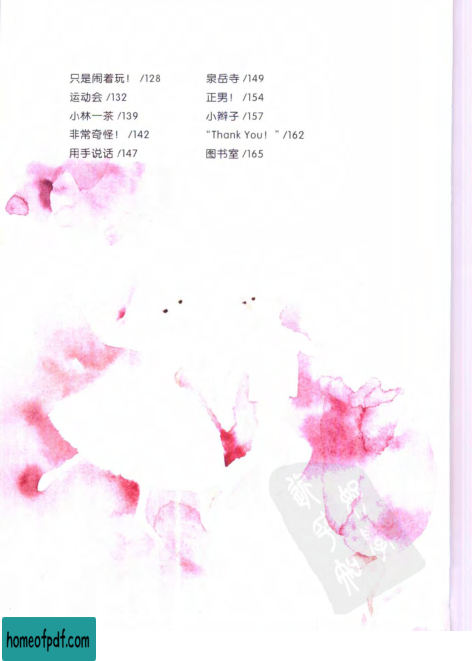 只是闹着玩！ /128
运动会 /132
小林一茶 /139
非常奇怪！ /142
用手说话 /147
泉岳寺 /149
正男！ /154
小辫子 /157
“Thank You！” /162
图书室 /165
homeofpdf.com